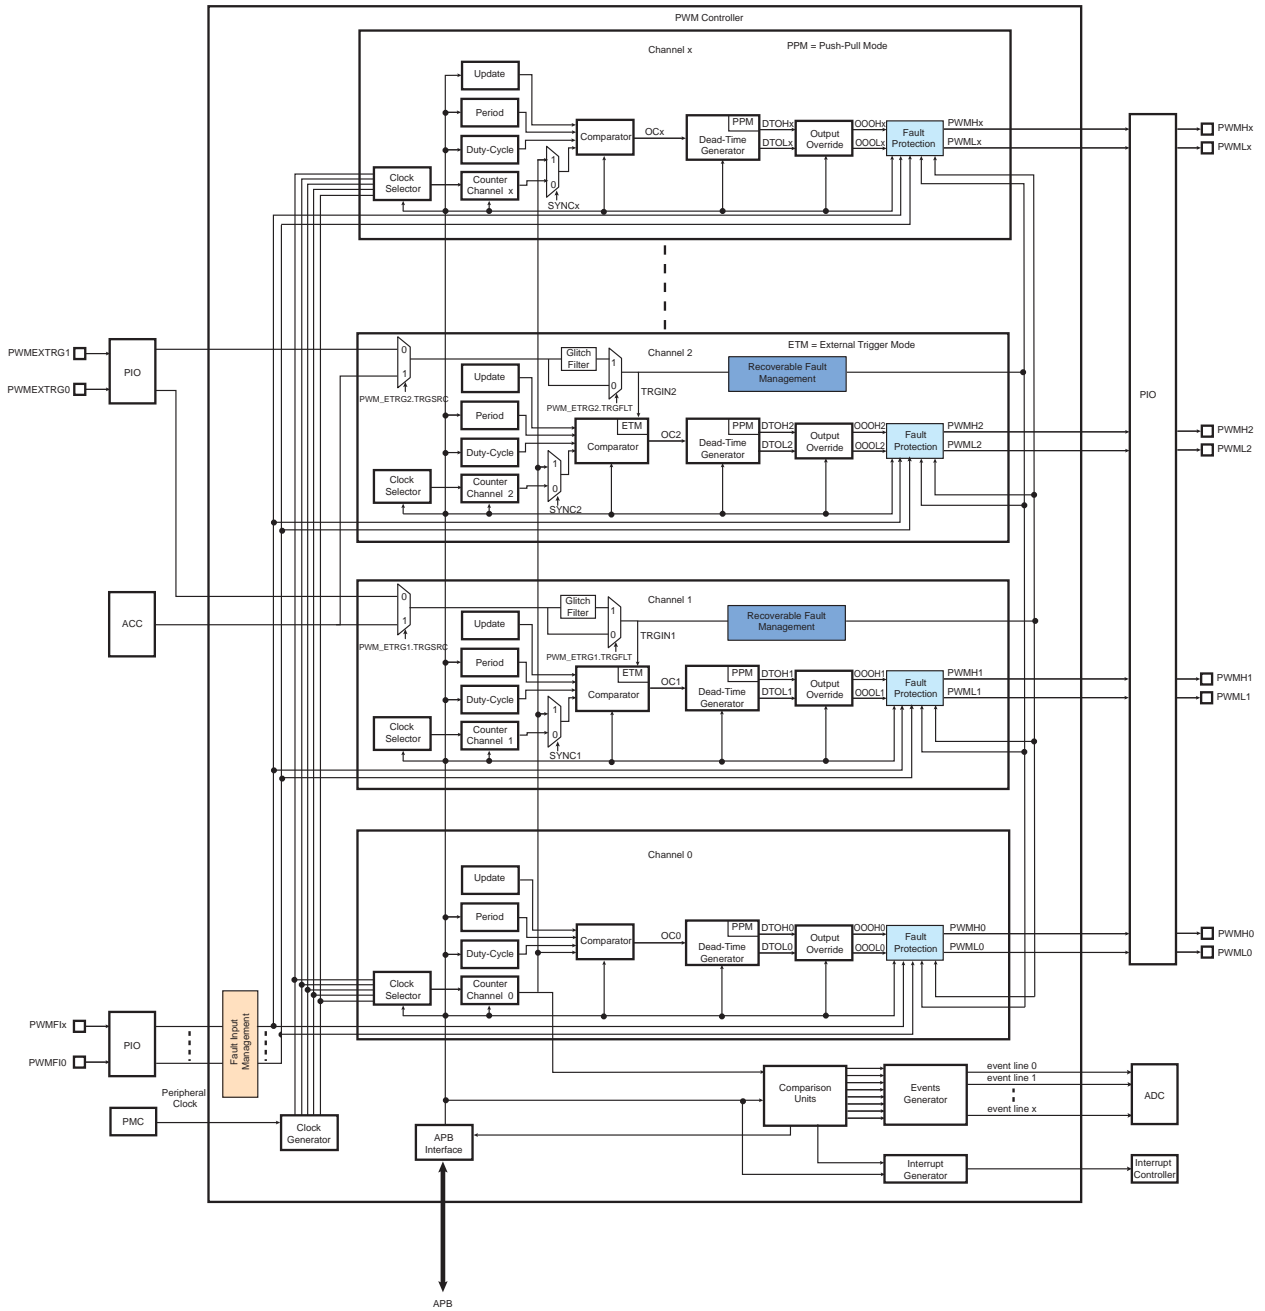 PWM Controller
Channel x
PPM = Push-Pull Mode
Update
Period
Duty-Cycle
Clock
Selector
Counter
Channel x
1
0
SYNCx
Comparator
OCx
PPM
Dead-Time
Generator
DTOHx
DTOLx
Output
Override
OOOHx
OOOLx
Fault
Protection
PWMHx
PWMLx
PIO
PWMHx
PWMLx
PWMEXTRG1
PWMEXTRG0
PIO
0
1
PWM_ETRG2.TRGSRC
Glitch
Filter
1
0
PWM_ETRG2.TRGFLT
Channel 2
ETM = External Trigger Mode
Recoverable Fault
Management
TRGIN2
Update
Period
Duty-Cycle
Clock
Selector
Counter
Channel 2
1
0
SYNC2
ETM
Comparator
OC2
PPM
Dead-Time
Generator
DTOH2
DTOL2
Output
Override
OOOH2
OOOL2
Fault
Protection
PWMH2
PWML2
PWMH2
PWML2
ACC
0
1
PWM_ETRG1.TRGSRC
Glitch
Filter
1
0
PWM_ETRG1.TRGFLT
Channel 1
Recoverable Fault
Management
TRGIN1
Update
Period
Duty-Cycle
Clock
Selector
Counter
Channel 1
1
0
SYNC1
ETM
Comparator
OC1
PPM
Dead-Time
Generator
DTOH1
DTOL1
Output
Override
OOOH1
OOOL1
Fault
Protection
PWMH1
PWML1
PWMH1
PWML1
Channel 0
Update
Period
Duty-Cycle
Clock
Selector
Counter
Channel 0
Comparator
OC0
PPM
Dead-Time
Generator
DTOH0
DTOL0
Output
Override
OOOH0
OOOL0
Fault
Protection
PWMH0
PWML0
PWMH0
PWML0
PWMFIx
PWMFI0
PIO
Fault Input
Management
Peripheral
Clock
PMC
Clock
Generator
APB
Interface
Comparison
Units
Events
Generator
event line 0
event line 1
event line x
ADC
Interrupt
Generator
Interrupt
Controller
APB